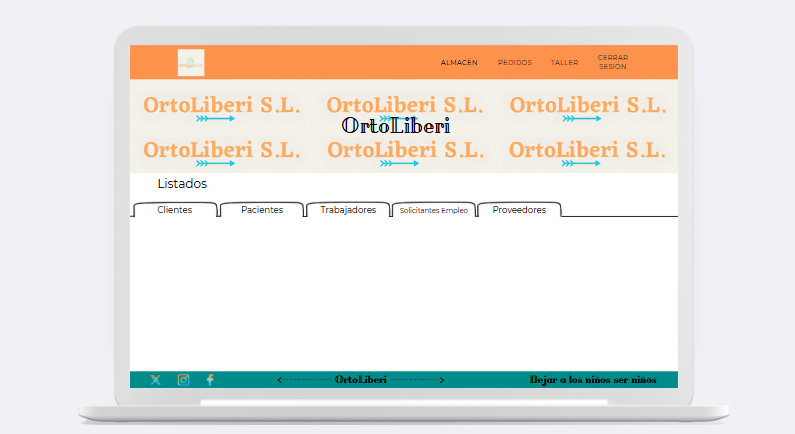 ALMACÉN PEDIDOS TALLER CERRAR SESIÓN
OrtoLiberi S.L. OrtoLiberi S.L. OrtoLiberi S.L.
OrtoLiberi
OrtoLiberi S.L. OrtoLiberi S.L. OrtoLiberi S.L.
Listados
Clientes Pacientes Trabajadores Solicitantes Empleo Proveedores
OrtoLiberi Dejar a los niños ser niños